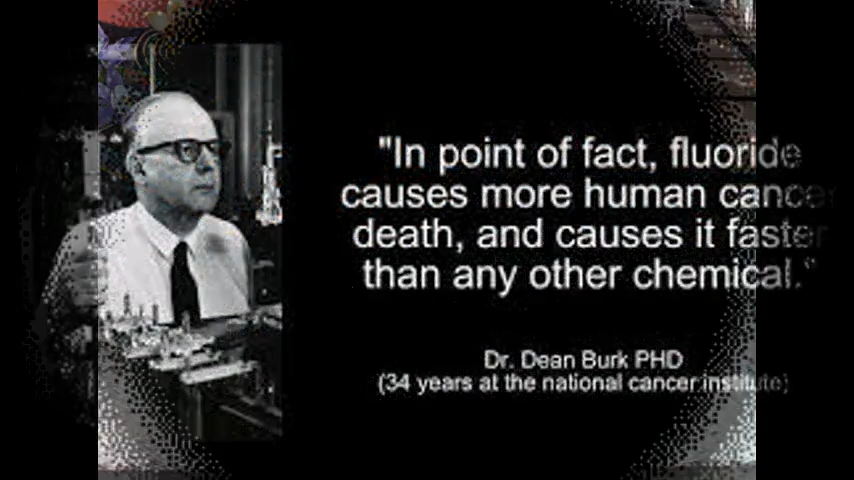 "In point of fact, fluoride
causes more human cancer
death, and causes it faster
than any other chemical."
Dr. Dean Burk PHD
(34 years at the national cancer institute)